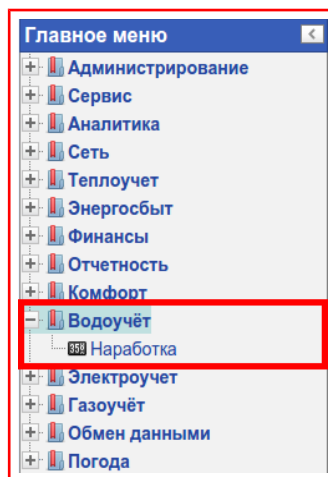 Главное меню
Администрирование
Сервис
Аналитика
Сеть
Теплоучет
Энергосбыт
Финансы
Отчетность
Комфорт
Водоучёт
Наработка
Электроучет
Газоучёт
Обмен данными
Погода